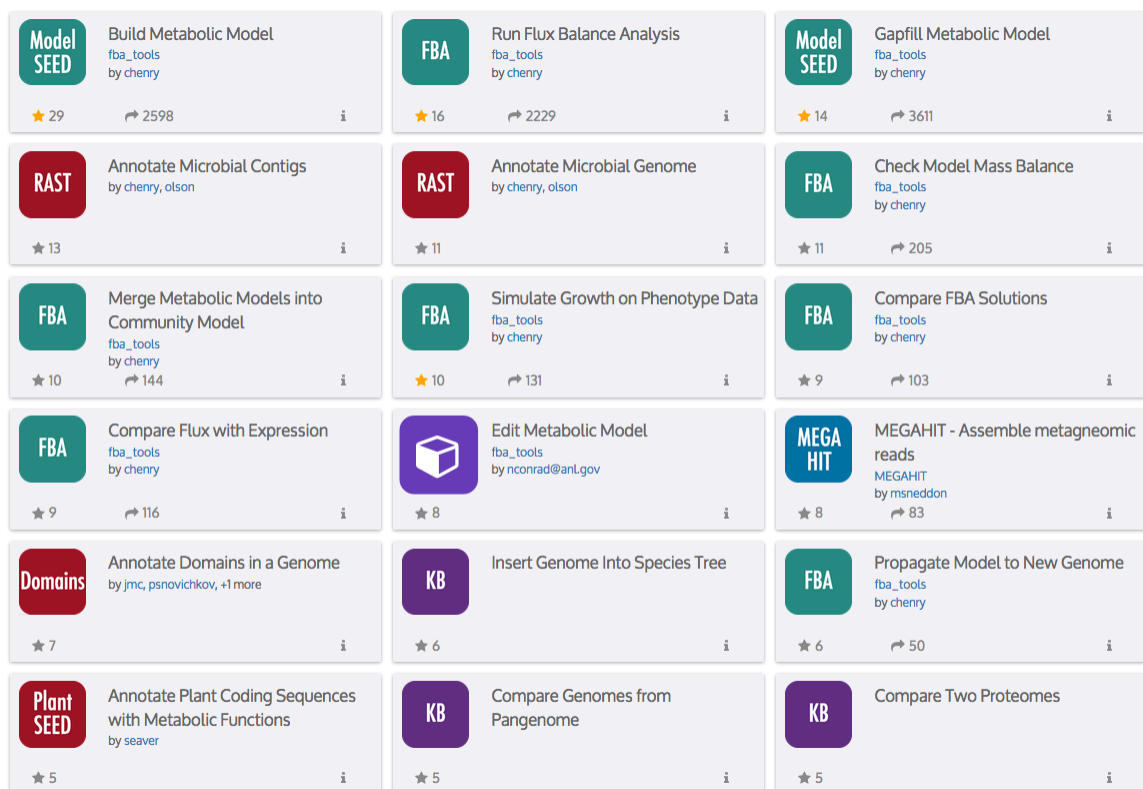 Model
SEED
Build Metabolic Model
fba_tools
by chenry
29 2598
FBA
Run Flux Balance Analysis
fba_tools
by chenry
16 2229
Model
SEED
Gapfill Metabolic Model
fba_tools
by chenry
14 3611
RAST
Annotate Microbial Contigs
by chenry, olson
13
RAST
Annotate Microbial Genome
by chenry, olson
11
FBA
Check Model Mass Balance
fba_tools
by chenry
11 205
FBA
Merge Metabolic Models into
Community Model
fba_tools
by chenry
10 144
FBA
Simulate Growth on Phenotype Data
fba_tools
by chenry
10 131
FBA
Compare FBA Solutions
fba_tools
by chenry
9 103
FBA
Compare Flux with Expression
fba_tools
by chenry
9 116
Edit Metabolic Model
fba_tools
by nconrad@anl.gov
8
MEGA
HIT
MEGAHIT - Assemble metagneomic
reads
MEGAHIT
by msneddon
8 83
Domains
Annotate Domains in a Genome
by jmc, psnovichkov, +1 more
7
KB
Insert Genome Into Species Tree
6
FBA
Propagate Model to New Genome
fba_tools
by chenry
6 50
Plant
SEED
Annotate Plant Coding Sequences
with Metabolic Functions
by seaver
5
KB
Compare Genomes from
Pangenome
5
KB
Compare Two Proteomes
5